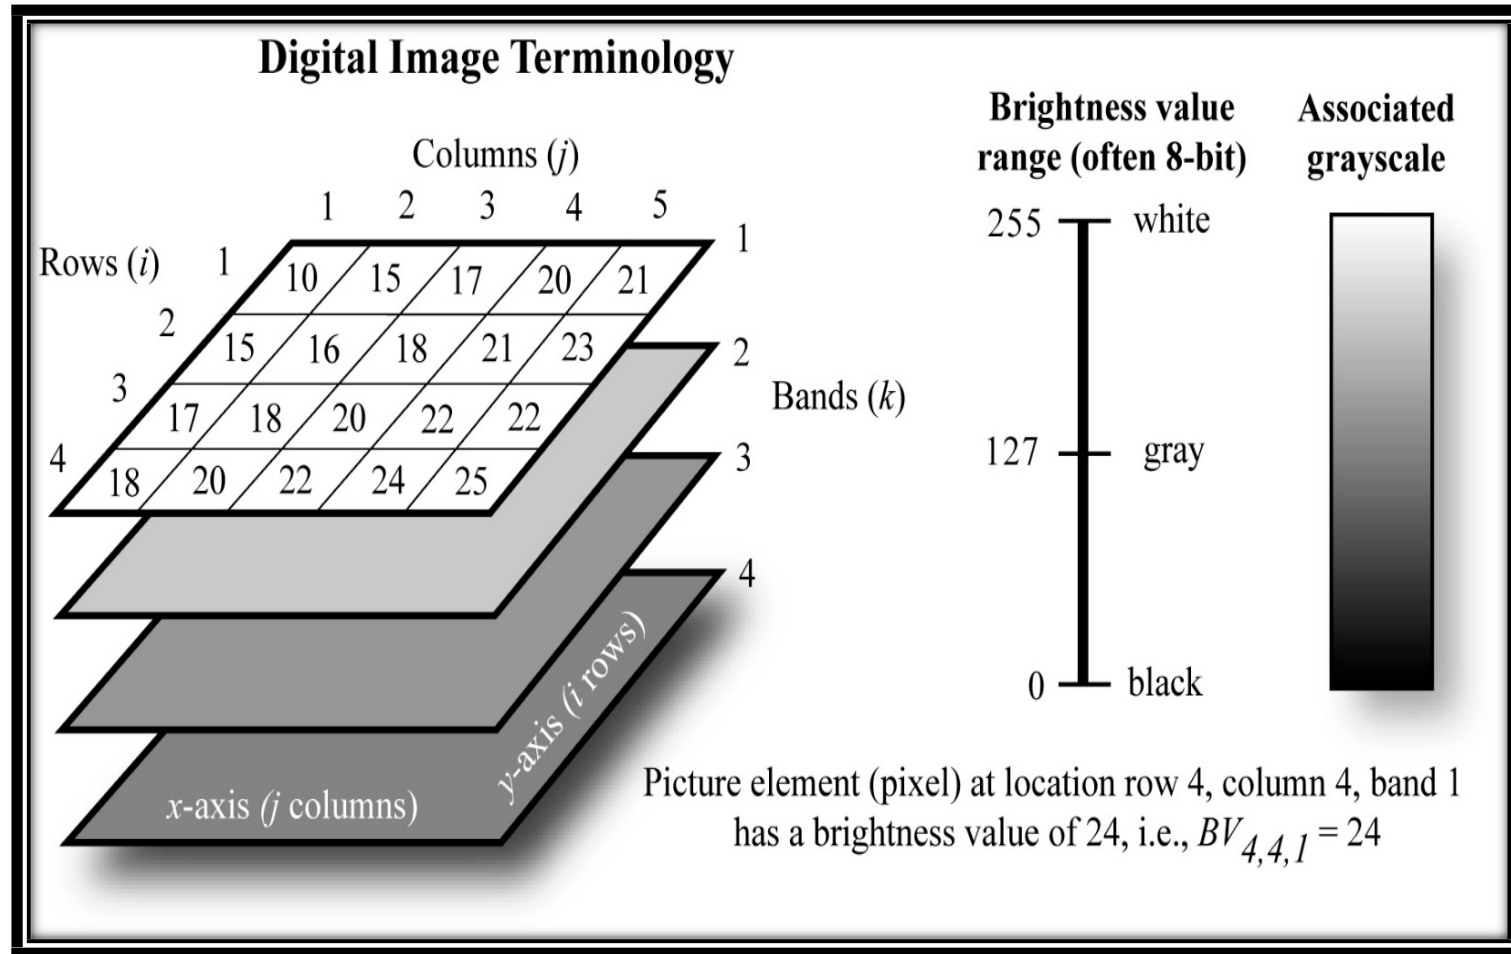 Digital Image Terminology
Columns (j)
1 2 3 4 5
Rows (i)
1 10 15 17 20 21
2 15 16 18 21 23
3 17 18 20 22 22
4 18 20 22 24 25
1
2
Bands (k)
3
4
x-axis (j columns)
y-axis (i rows)
Brightness value
range (often 8-bit)
255 white
127 gray
0 black
Associated
grayscale
Picture element (pixel) at location row 4, column 4, band 1
has a brightness value of 24, i.e., BV4,4,1 = 24